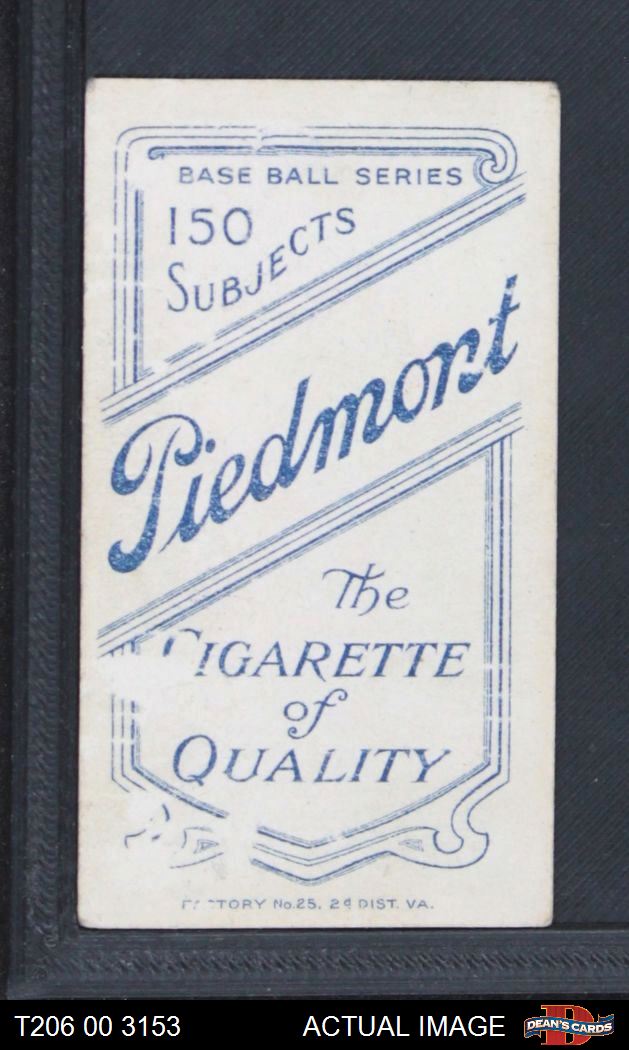 BASE BALL SERIES
150
SUBJECTS
Piedmont
The
CIGARETTE
of
QUALITY
FACTORY No. 25, 2d DIST. VA.
T206 00 3153 ACTUAL IMAGE
DEAN'S CARDS